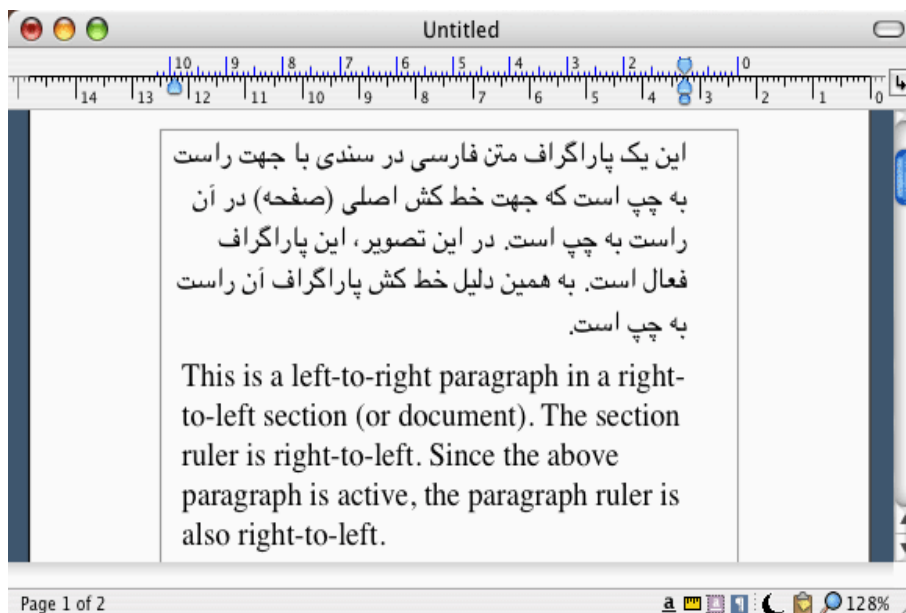 Untitled
10 9 8 7 6 5 4 3 2 0
14 13 12 11 10 9 8 7 6 5 4 3 2 1 0
این یک پاراگراف متن فارسی در سندی با جهت راست
به چپ است که جهت خط کش اصلی (صفحه) در آن
راست به چپ است. در این تصویر، این پاراگراف
فعال است. به همین دلیل خط کش پاراگراف آن راست
به چپ است.
This is a left-to-right paragraph in a right-
to-left section (or document). The section
ruler is right-to-left. Since the above
paragraph is active, the paragraph ruler is
also right-to-left.
Page 1 of 2
a ¶ 128%